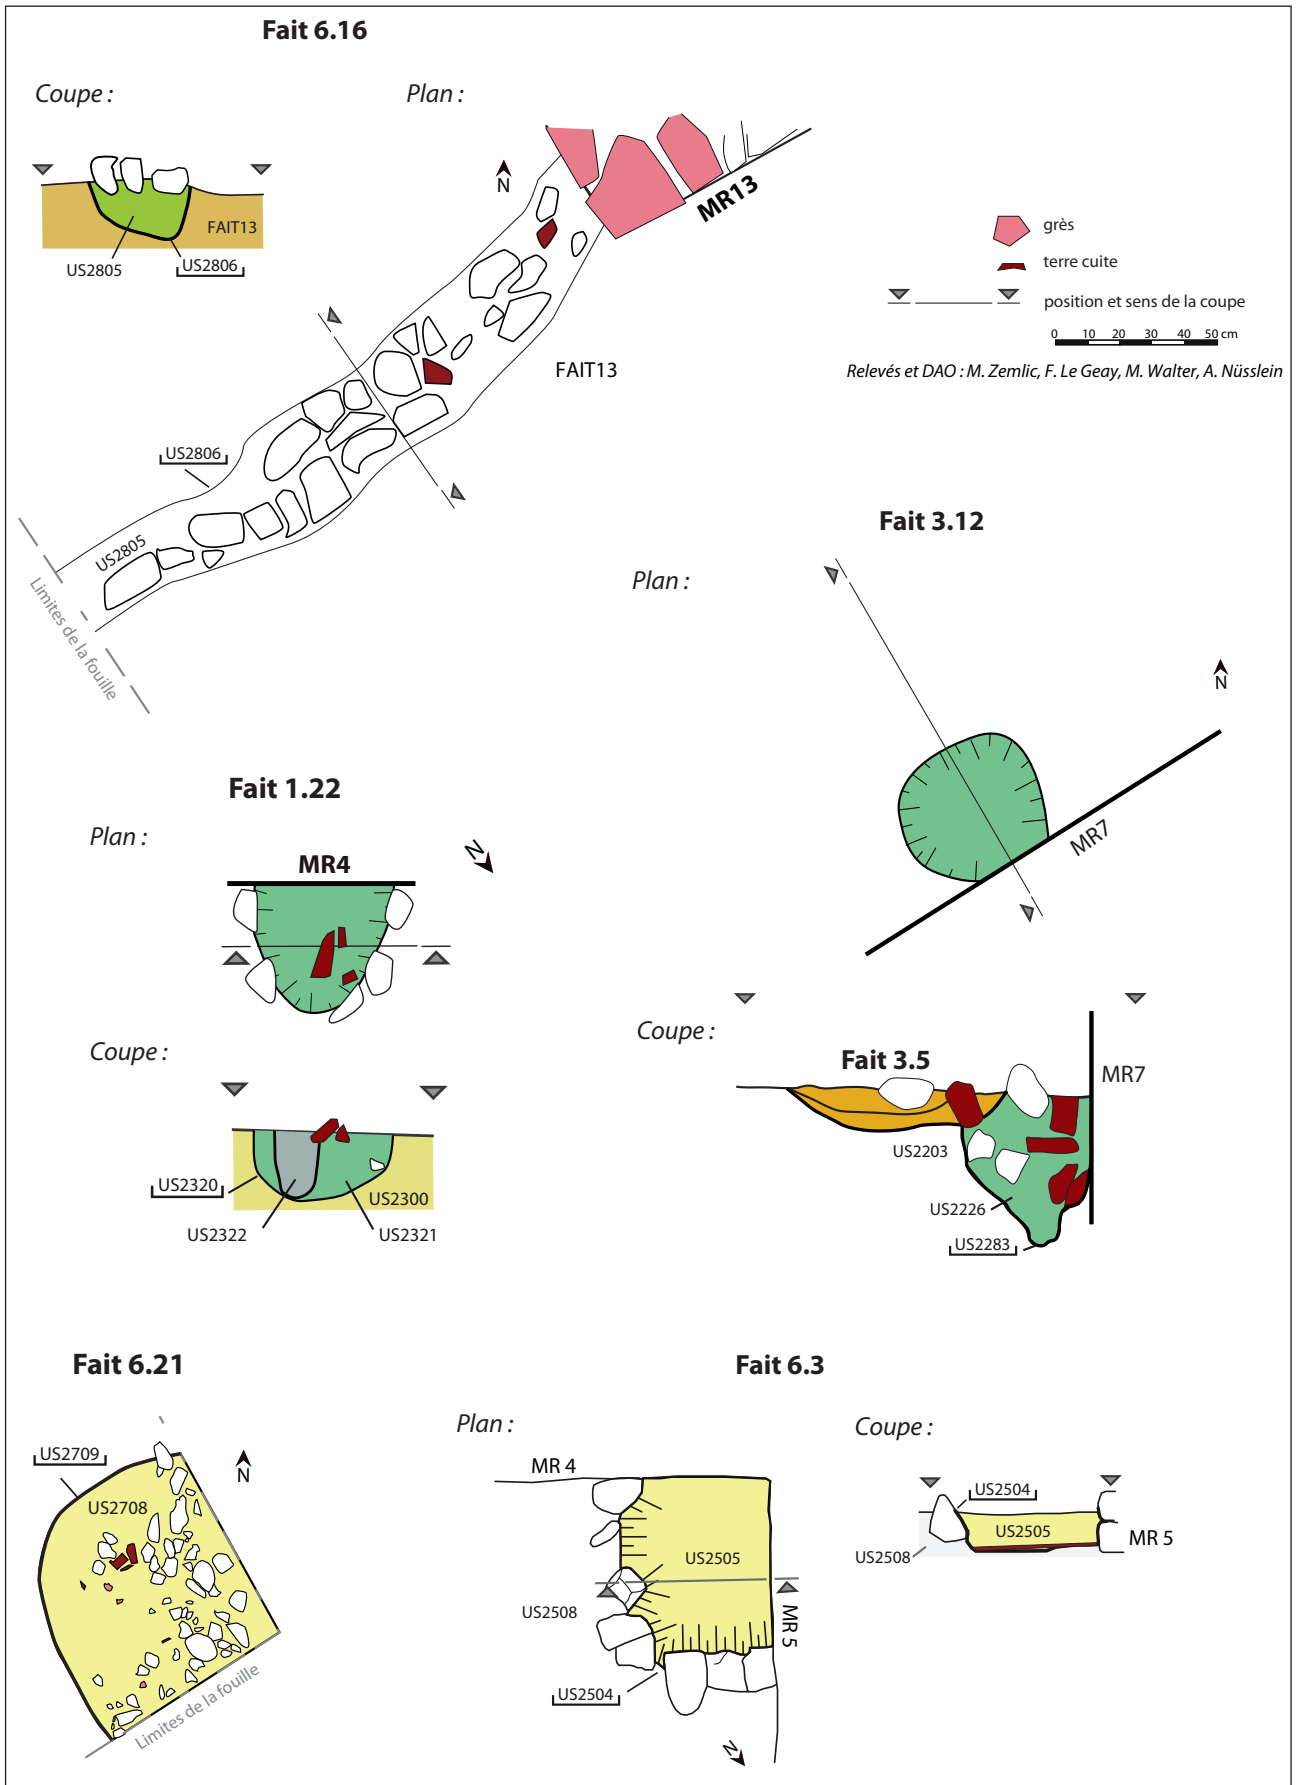 Fait 6.16
Coupe :
Plan :
N
MR13
FAIT13
US2805
US2806
grès
terre cuite
position et sens de la coupe
0 10 20 30 40 50 cm
Relevés et DAO : M. Zemlic, F. Le Geay, M. Walter, A. Nüsslein
FAIT13
US2806
US2805
Limites de la fouille
Fait 3.12
Plan :
N
MR7
Fait 1.22
Plan :
N
MR4
Coupe :
US2320
US2300
US2322
US2321
Coupe :
Fait 3.5
MR7
US2203
US2226
US2283
Fait 6.21
US2709
N
US2708
Limites de la fouille
Fait 6.3
Plan :
MR 4
US2505
US2508
MR 5
US2504
N
Coupe :
US2504
US2505
US2508
MR 5